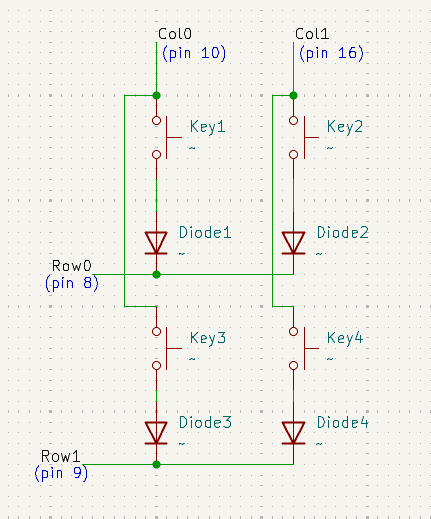 Col0
(pin 10)
Col1
(pin 16)
Key1
~
Key2
~
Diode1
~
Diode2
~
Row0
(pin 8)
Key3
~
Key4
~
Diode3
~
Diode4
~
Row1
(pin 9)